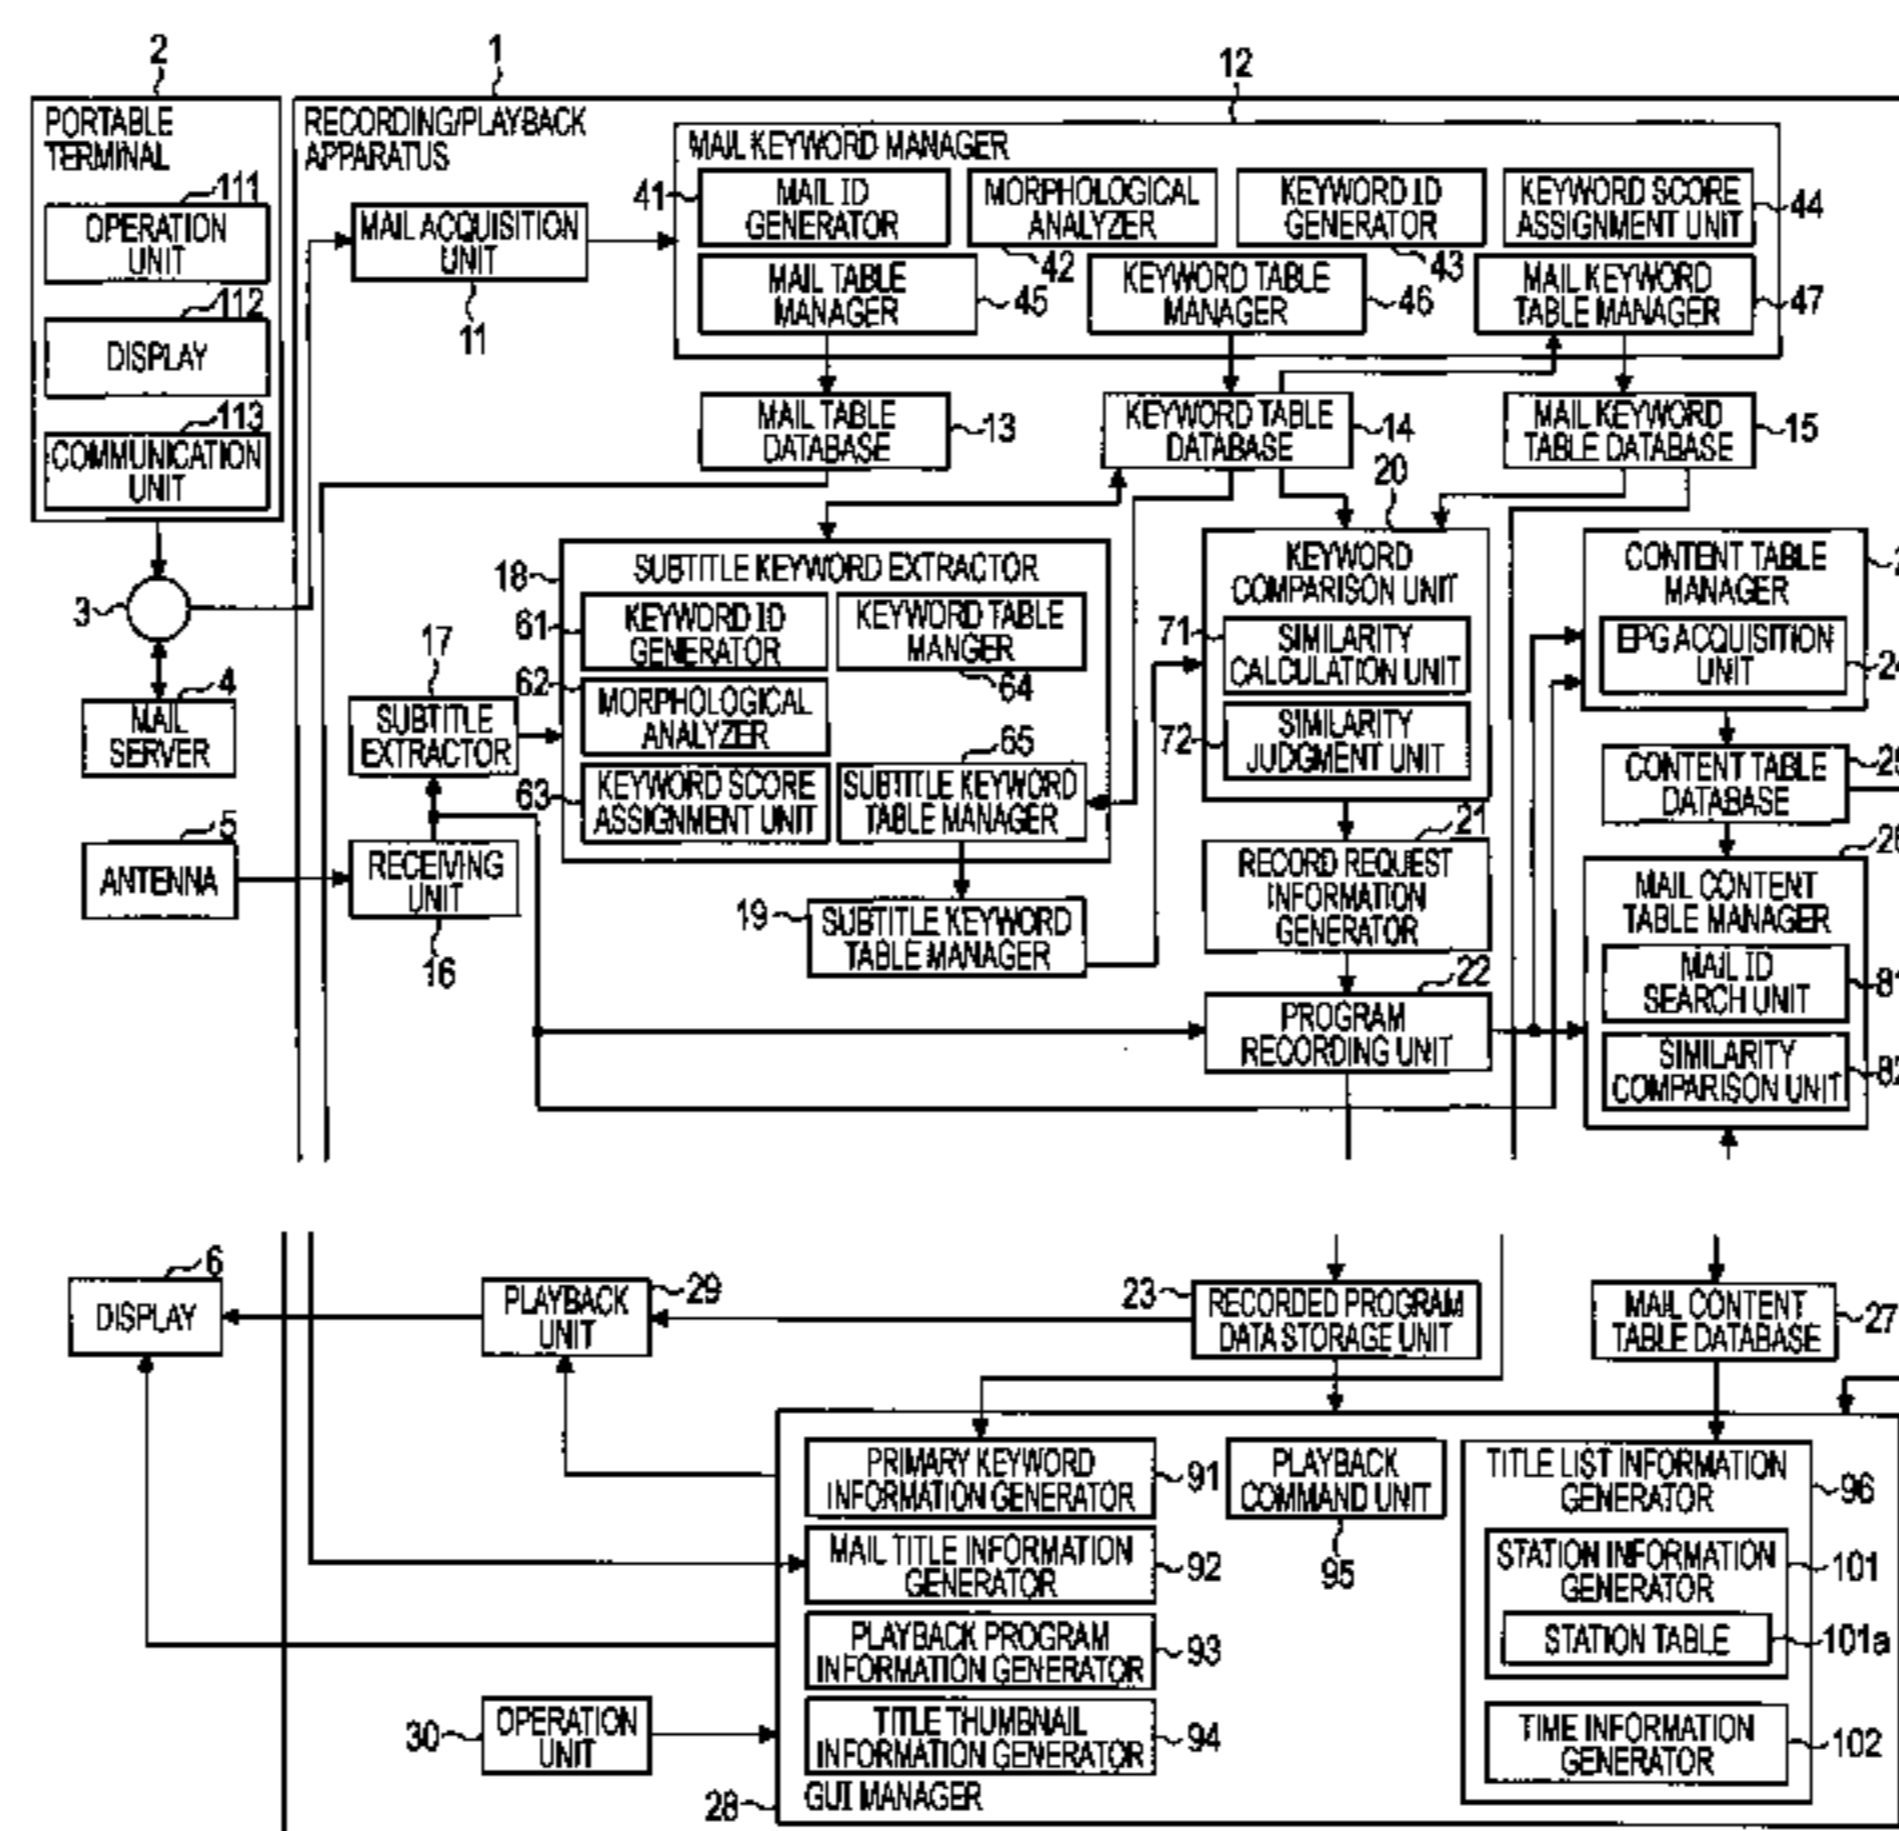 2
1
12
PORTABLE
TERMINAL
111
OPERATION
UNIT
112
DISPLAY
113
COMMUNICATION
UNIT
RECORDING/PLAYBACK
APPARATUS
MAIL ACQUISITION
UNIT
11
MAIL KEYWORD MANAGER
41
MAIL ID
GENERATOR
MORPHOLOGICAL
ANALYZER
42
KEYWORD ID
GENERATOR
43
KEYWORD SCORE
ASSIGNMENT UNIT
44
MAIL TABLE
MANAGER
45
KEYWORD TABLE
MANAGER
46
MAIL KEYWORD
TABLE MANAGER
47
MAIL TABLE
DATABASE
13
KEYWORD TABLE
DATABASE
14
MAIL KEYWORD
TABLE DATABASE
15
3
4
MAIL
SERVER
5
ANTENNA
17
SUBTITLE
EXTRACTOR
RECEIVING
UNIT
16
18
SUBTITLE KEYWORD EXTRACTOR
61
KEYWORD ID
GENERATOR
KEYWORD TABLE
MANGER
64
62
MORPHOLOGICAL
ANALYZER
63
KEYWORD SCORE
ASSIGNMENT UNIT
65
SUBTITLE KEYWORD
TABLE MANAGER
19
SUBTITLE KEYWORD
TABLE MANAGER
20
KEYWORD
COMPARISON UNIT
71
SIMILARITY
CALCULATION UNIT
72
SIMILARITY
JUDGMENT UNIT
21
RECORD REQUEST
INFORMATION
GENERATOR
22
PROGRAM
RECORDING UNIT
CONTENT TABLE
MANAGER
EPG ACQUISITION
UNIT
24
CONTENT TABLE
DATABASE
25
26
MAIL CONTENT
TABLE MANAGER
MAIL ID
SEARCH UNIT
81
SIMILARITY
COMPARISON UNIT
82
6
DISPLAY
PLAYBACK
UNIT
29
23
RECORDED PROGRAM
DATA STORAGE UNIT
MAIL CONTENT
TABLE DATABASE
27
PRIMARY KEYWORD
INFORMATION GENERATOR
91
MAIL TITLE INFORMATION
GENERATOR
92
PLAYBACK PROGRAM
INFORMATION GENERATOR
93
TITLE THUMBNAIL
INFORMATION GENERATOR
94
PLAYBACK
COMMAND UNIT
95
TITLE LIST INFORMATION
GENERATOR
96
STATION INFORMATION
GENERATOR
101
STATION TABLE
101a
TIME INFORMATION
GENERATOR
102
30
OPERATION
UNIT
28
GUI MANAGER